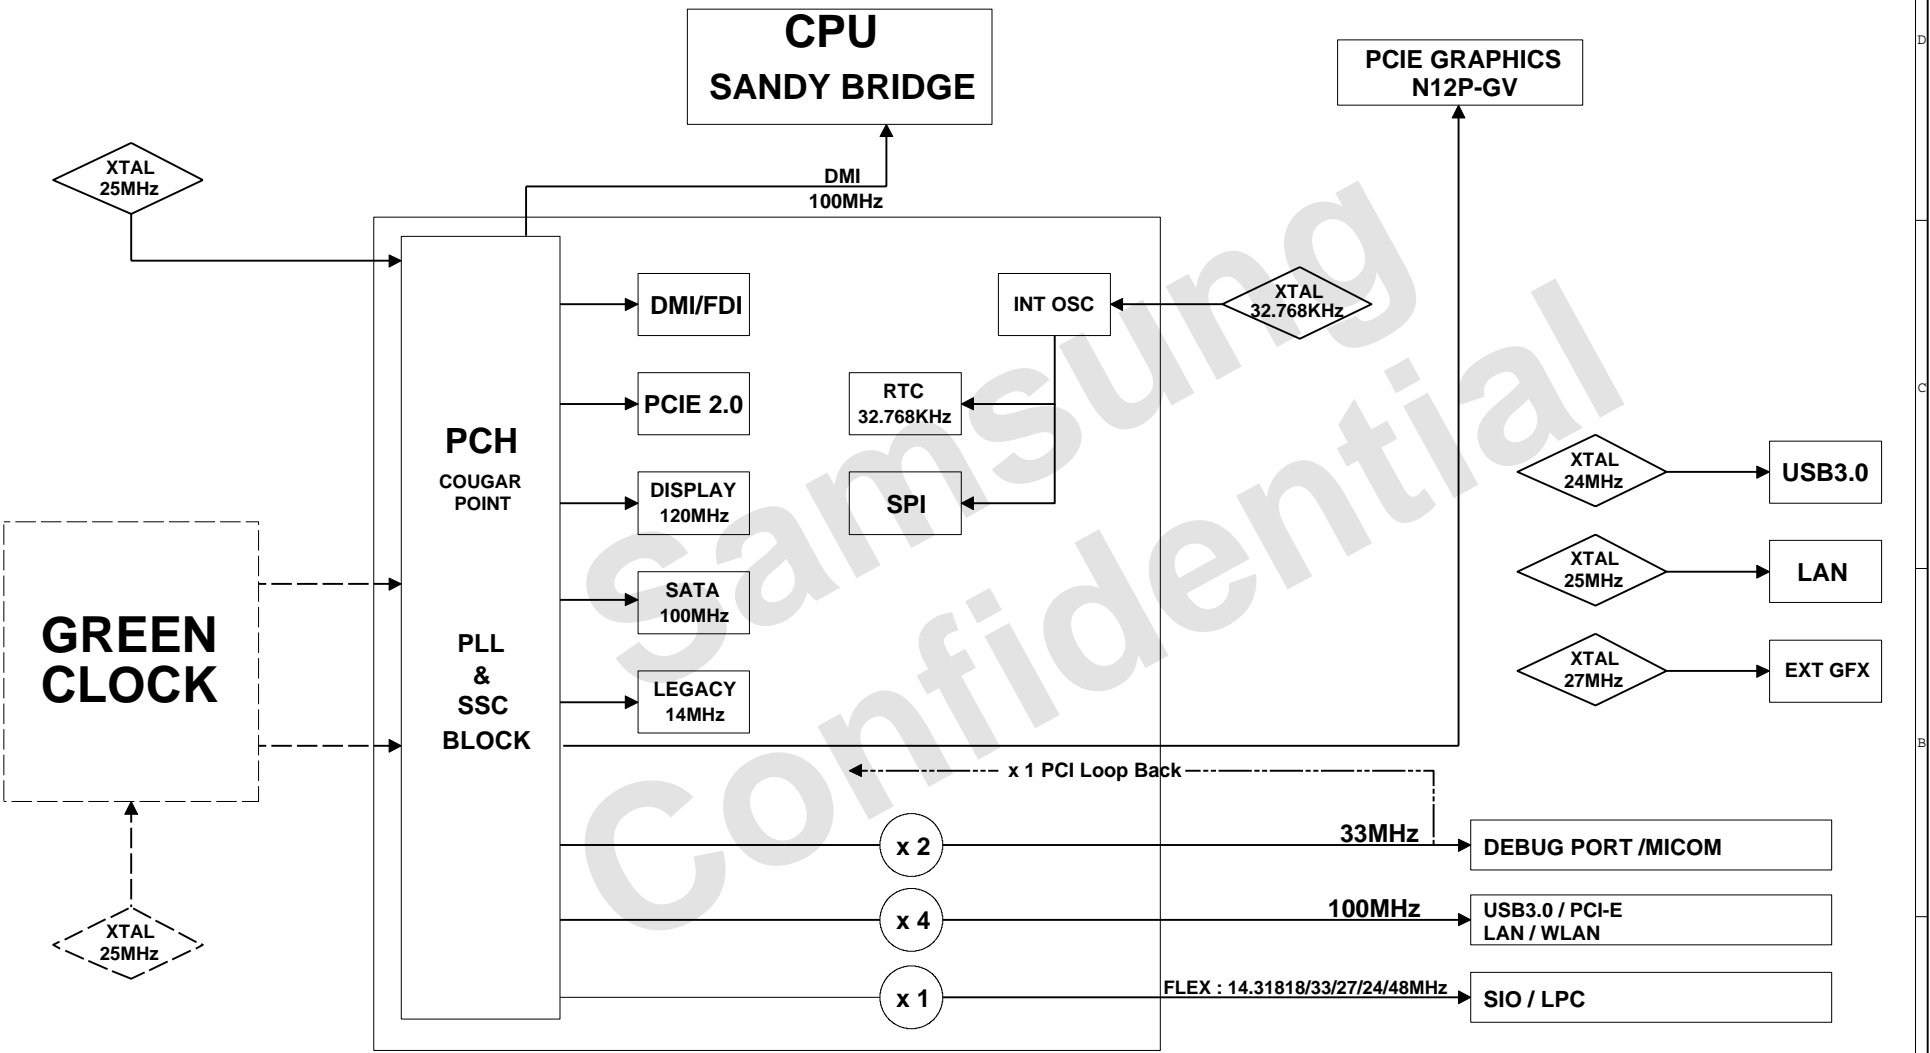 CPU
SANDY BRIDGE
PCIE GRAPHICS
N12P-GV
D
XTAL
25MHz
DMI
100MHz
DMI/FDI
INT OSC
XTAL
32.768KHz
PCIE 2.0
RTC
32.768KHz
C
PCH
COUGAR
POINT
DISPLAY
120MHz
SPI
XTAL
24MHz
USB3.0
XTAL
25MHz
LAN
GREEN
CLOCK
SATA
100MHz
PLL
&
SSC
BLOCK
LEGACY
14MHz
XTAL
27MHz
EXT GFX
B
x 1 PCI Loop Back
x 2
33MHz
DEBUG PORT /MICOM
x 4
100MHz
USB3.0 / PCI-E
LAN / WLAN
XTAL
25MHz
x 1
FLEX : 14.31818/33/27/24/48MHz
SIO / LPC
Samsung
Confidential